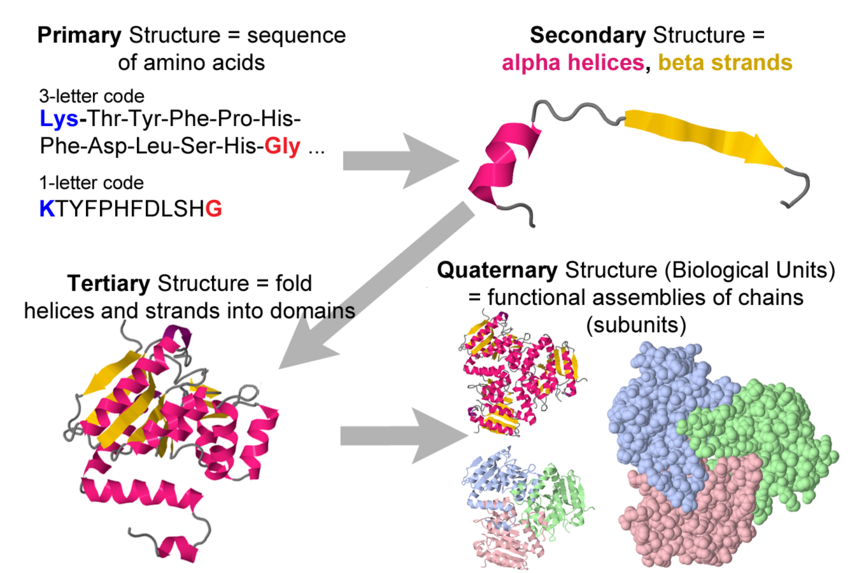 Primary Structure = sequence
of amino acids
3-letter code
Lys-Thr-Tyr-Phe-Pro-His-
Phe-Asp-Leu-Ser-His-Gly ...
1-letter code
KTYFPHFDLSHG
Secondary Structure =
alpha helices, beta strands
Tertiary Structure = fold
helices and strands into domains
Quaternary Structure (Biological Units)
= functional assemblies of chains
(subunits)